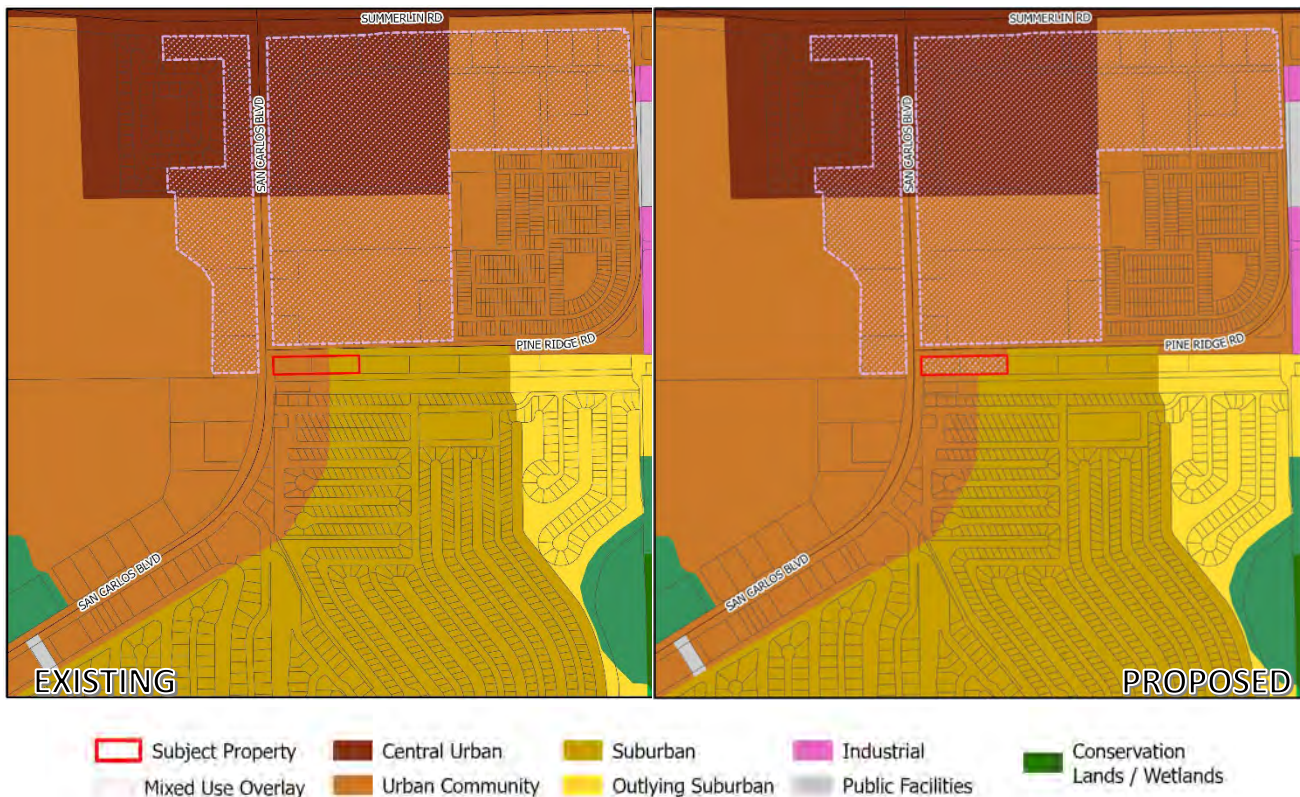 SUMMERLIN RD
SAN CARLOS BLVD
PINE RIDGE RD
SAN CARLOS BLVD
EXISTING
SUMMERLIN RD
SAN CARLOS BLVD
PINE RIDGE RD
SAN CARLOS BLVD
PROPOSED
Subject Property
Mixed Use Overlay
Central Urban
Urban Community
Suburban
Outlying Suburban
Industrial
Public Facilities
Conservation
Lands / Wetlands